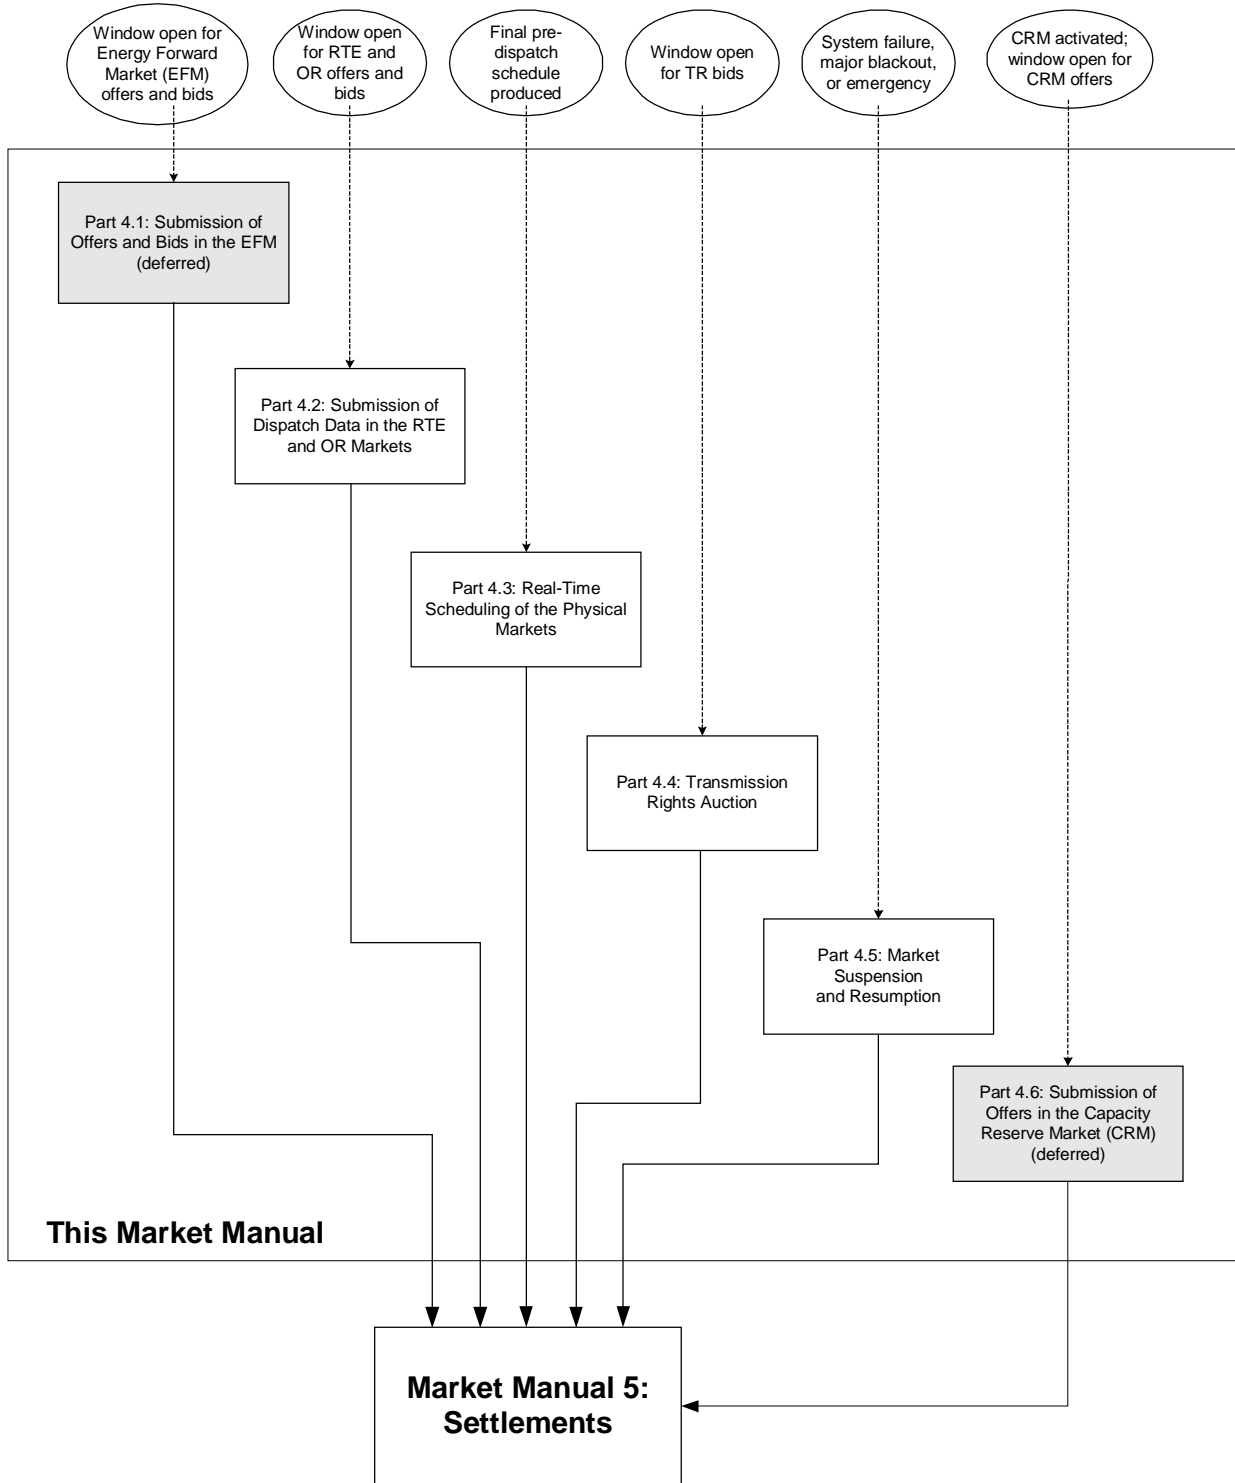 Window open for
Energy Forward
Market (EFM)
offers and bids
Window open
for RTE and
OR offers and
bids
Final pre-
dispatch
schedule
produced
Window open
for TR bids
System failure,
major blackout,
or emergency
CRM activated;
window open for
CRM offers
Part 4.1: Submission of
Offers and Bids in the EFM
(deferred)
Part 4.2: Submission of
Dispatch Data in the RTE
and OR Markets
Part 4.3: Real-Time
Scheduling of the Physical
Markets
Part 4.4: Transmission
Rights Auction
Part 4.5: Market
Suspension
and Resumption
Part 4.6: Submission of
Offers in the Capacity
Reserve Market (CRM)
(deferred)
This Market Manual
Market Manual 5:
Settlements